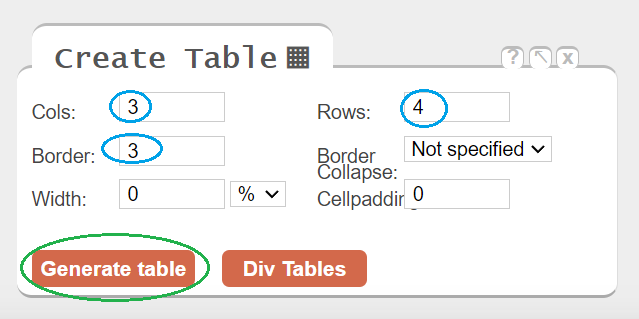 Create Table
? x
Cols: 3 Rows: 4
Border: 3 Border Collapse: Not specified
Width: 0 % Cellpadding 0
Generate table Div Tables